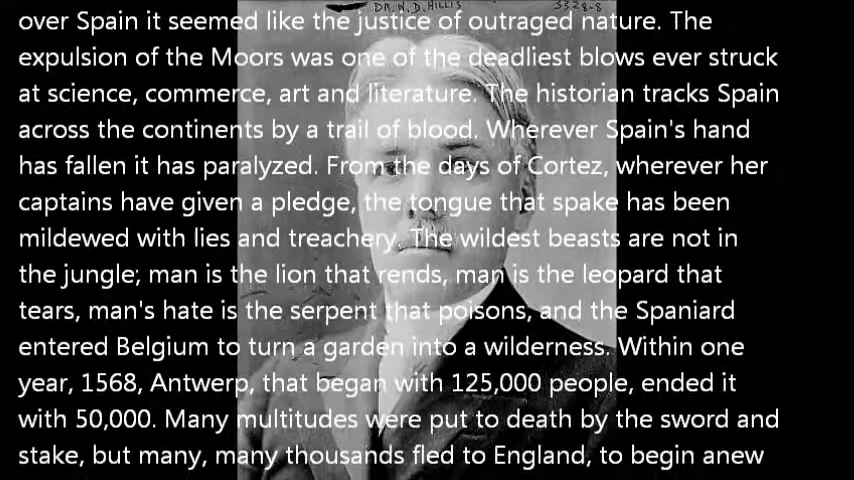 DR. N. D. HILLIS 3328-8
over Spain it seemed like the justice of outraged nature. The
expulsion of the Moors was one of the deadliest blows ever struck
at science, commerce, art and literature. The historian tracks Spain
across the continents by a trail of blood. Wherever Spain's hand
has fallen it has paralyzed. From the days of Cortez, wherever her
captains have given a pledge, the tongue that spake has been
mildewed with lies and treachery. The wildest beasts are not in
the jungle; man is the lion that rends, man is the leopard that
tears, man's hate is the serpent that poisons, and the Spaniard
entered Belgium to turn a garden into a wilderness. Within one
year, 1568, Antwerp, that began with 125,000 people, ended it
with 50,000. Many multitudes were put to death by the sword and
stake, but many, many thousands fled to England, to begin anew